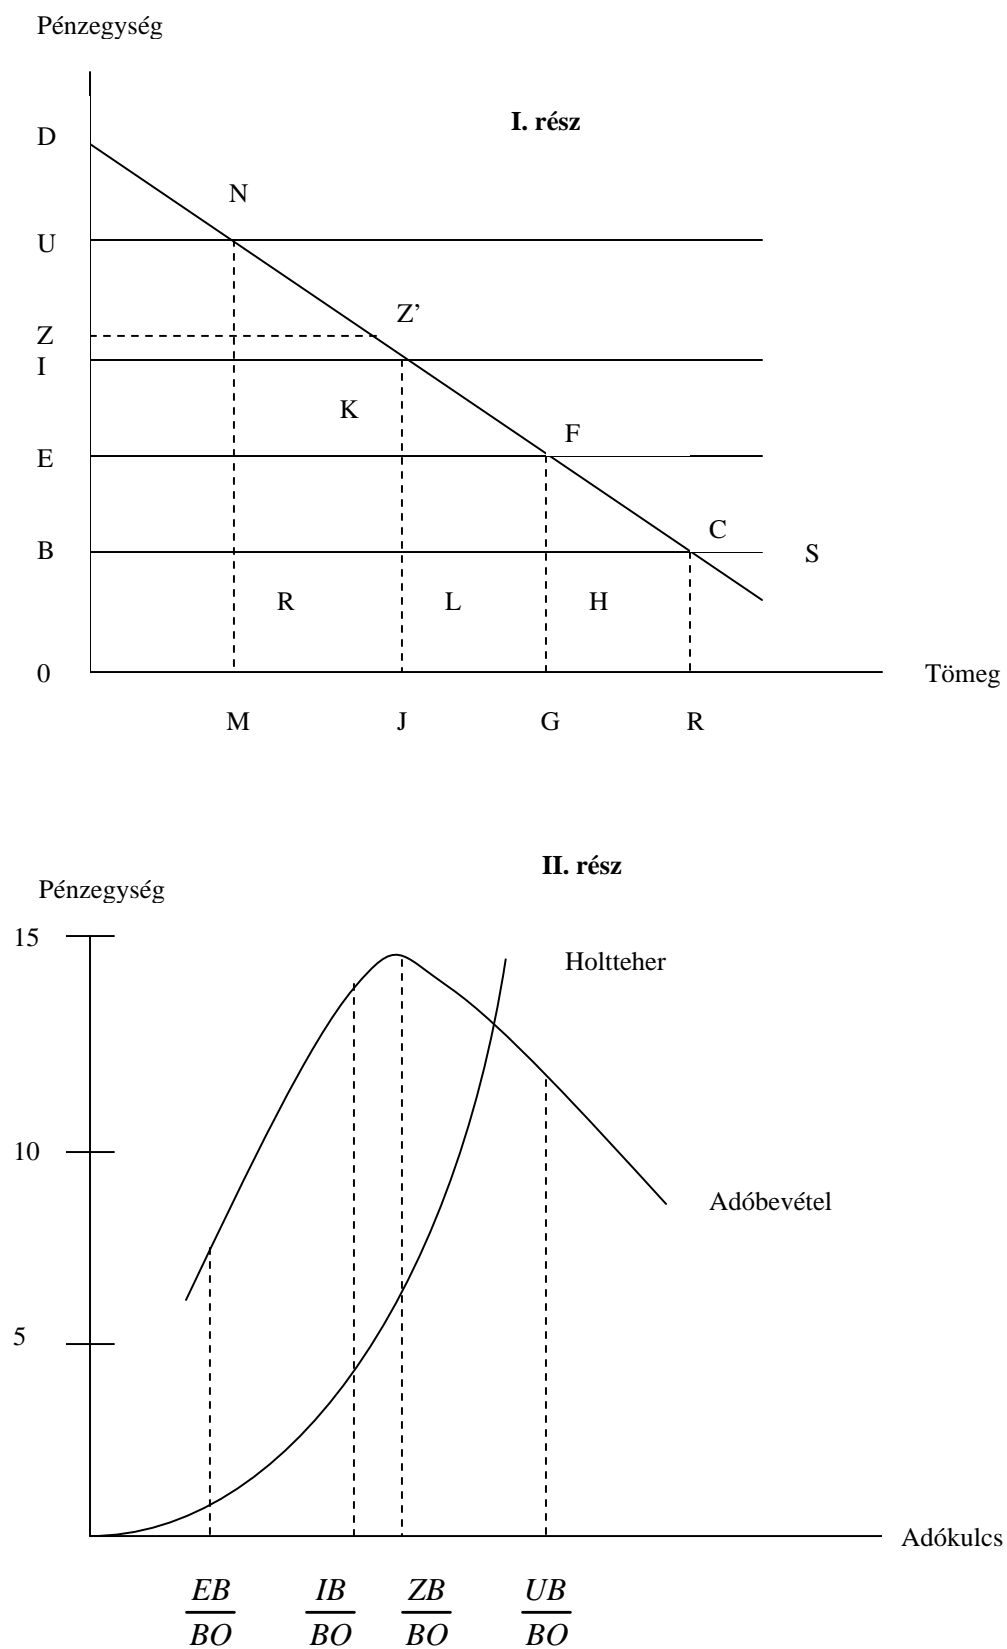 Pénzegység
I. rész
D
N
U
Z’
Z
I
K
F
E
C
B
S
R L H
0
Tömeg
M J G R
II. rész
Pénzegység
15
Holtteher
10
Adóbevétel
5
Adókulcs
EB IB ZB UB
BO BO BO BO